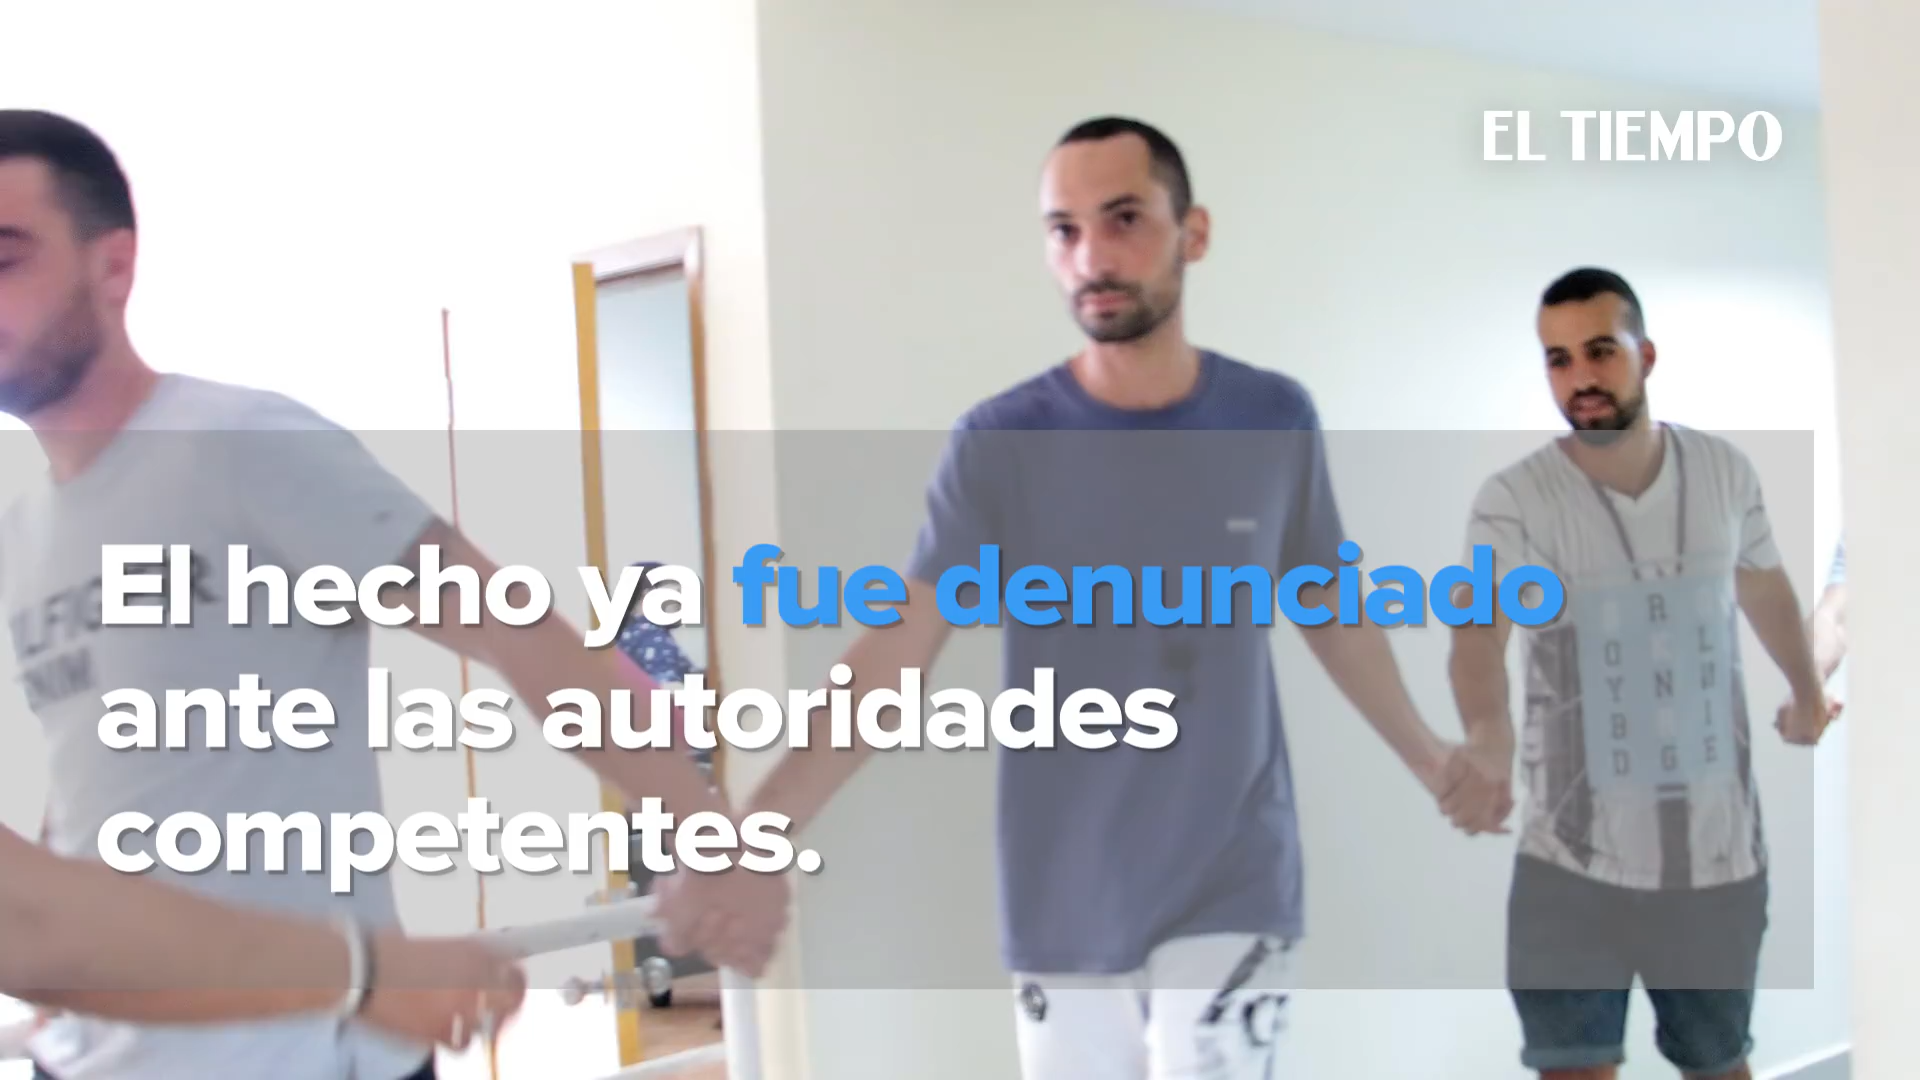 EL TIEMPO
El hecho ya fue denunciado
ante las autoridades
competentes.